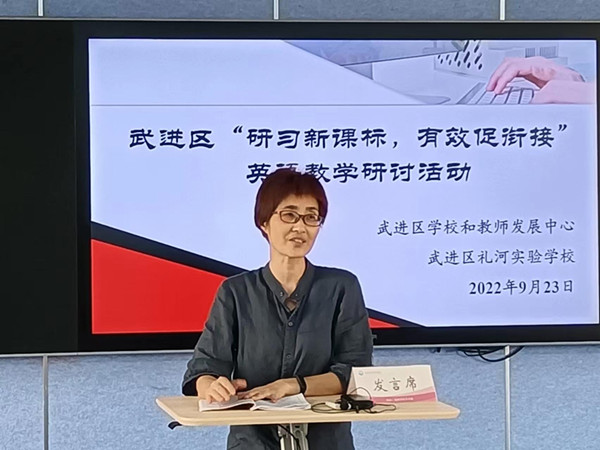 武进区“研习新课标，有效促衔接”
英语教学研讨活动
武进区学校和教师发展中心
武进区礼河实验学校
2022年9月23日
发言席